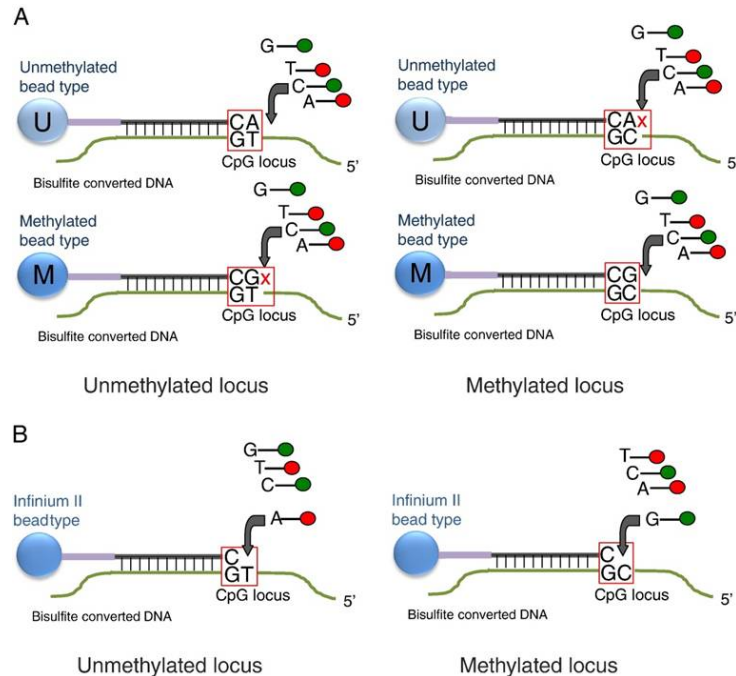 A
Unmethylated
bead type
U
G
T
C
A
CA
GT
CpG locus
5’
Bisulfite converted DNA
Unmethylated
bead type
U
G
T
C
A
CAx
GC
CpG locus
5’
Bisulfite converted DNA
Methylated
bead type
M
G
T
C
A
CGx
GT
CpG locus
5’
Bisulfite converted DNA
Methylated
bead type
M
G
T
C
A
CG
GC
CpG locus
5’
Bisulfite converted DNA
Unmethylated locus
Methylated locus
B
Infinium II
beadtype
G
T
C
A
C
GT
CpG locus
5’
Bisulfite converted DNA
Infinium II
bead type
T
C
A
G
C
GC
CpG locus
5’
Bisulfite converted DNA
Unmethylated locus
Methylated locus